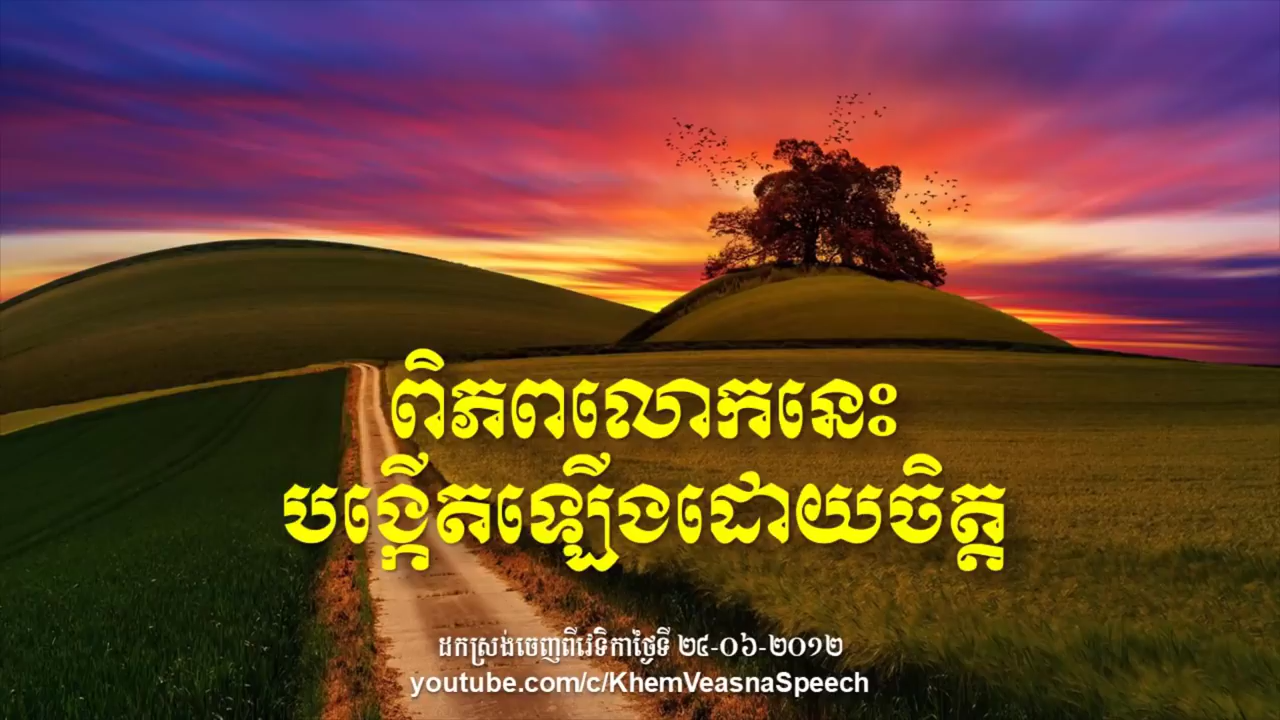 ពិភពលោកនេះ
បង្កើតឡើងដោយចិត្ត
ដកស្រង់ចេញពីវេទិកាថ្ងៃទី ២៤-០៦-២០១២
youtube.com/c/KhemVeasnaSpeech